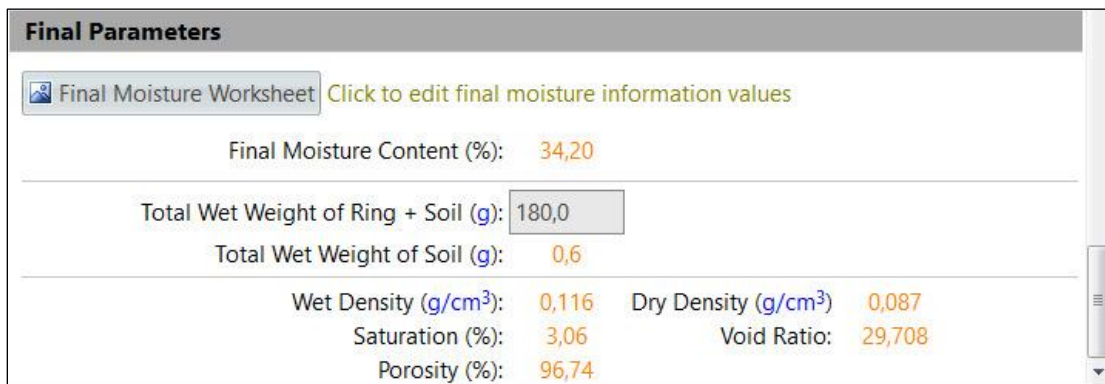 Final Parameters
Final Moisture Worksheet Click to edit final moisture information values
Final Moisture Content (%): 34,20
Total Wet Weight of Ring + Soil (g): 180,0
Total Wet Weight of Soil (g): 0,6
Wet Density (g/cm³): 0,116 Dry Density (g/cm³) 0,087
Saturation (%): 3,06 Void Ratio: 29,708
Porosity (%): 96,74